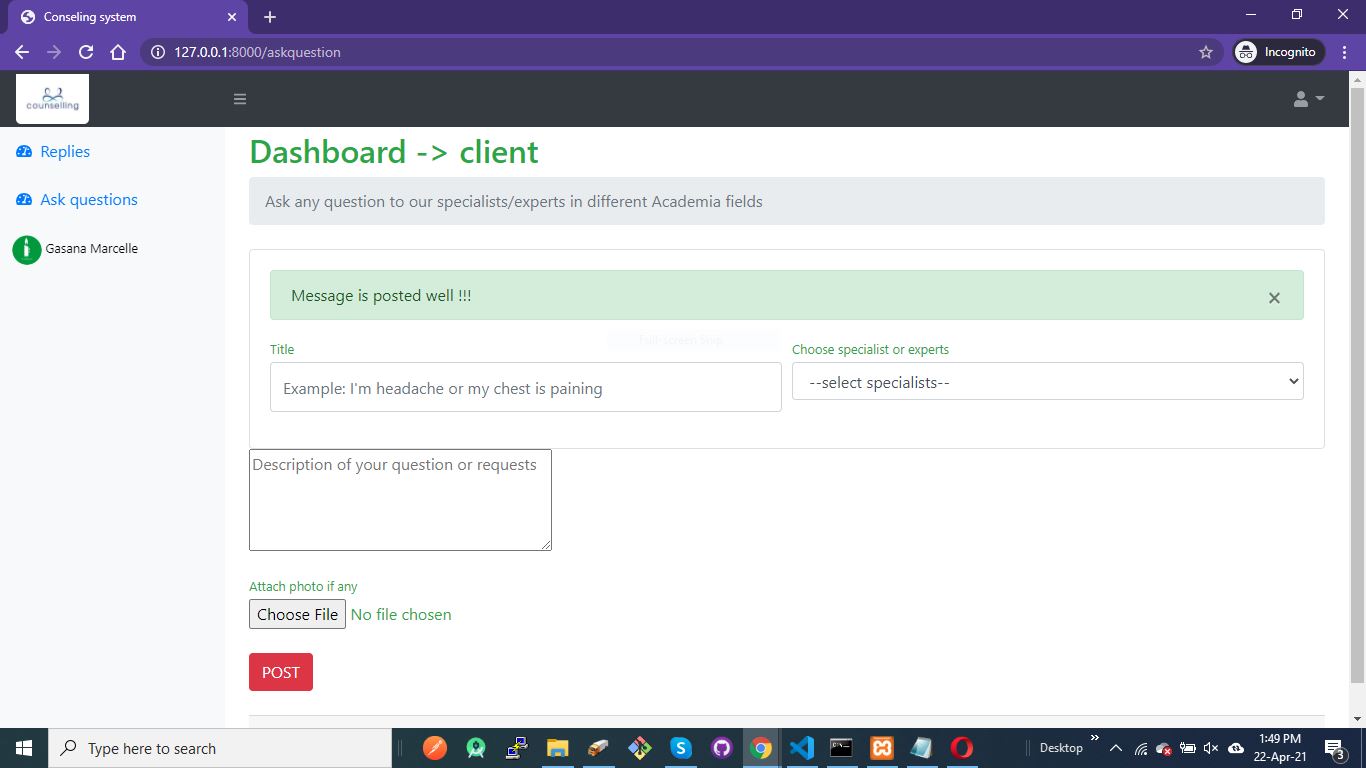 Conseling system
127.0.0.1:8000/askquestion
Incognito
counselling
Replies
Ask questions
Gasana Marcelle
Dashboard -> client
Ask any question to our specialists/experts in different Academia fields
Message is posted well !!!
×
Full-screen Snip
Title
Choose specialist or experts
Example: I'm headache or my chest is paining
--select specialists--
Description of your question or requests
Attach photo if any
Choose File No file chosen
POST
Type here to search
Desktop
1:49 PM
22-Apr-21
3